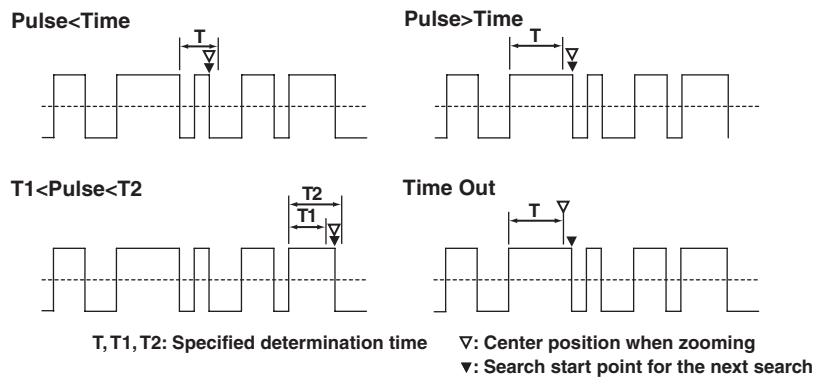 Pulse<Time
T
Pulse>Time
T
T1<Pulse<T2
T2
T1
Time Out
T
T, T1, T2: Specified determination time
▽: Center position when zooming
▼: Search start point for the next search